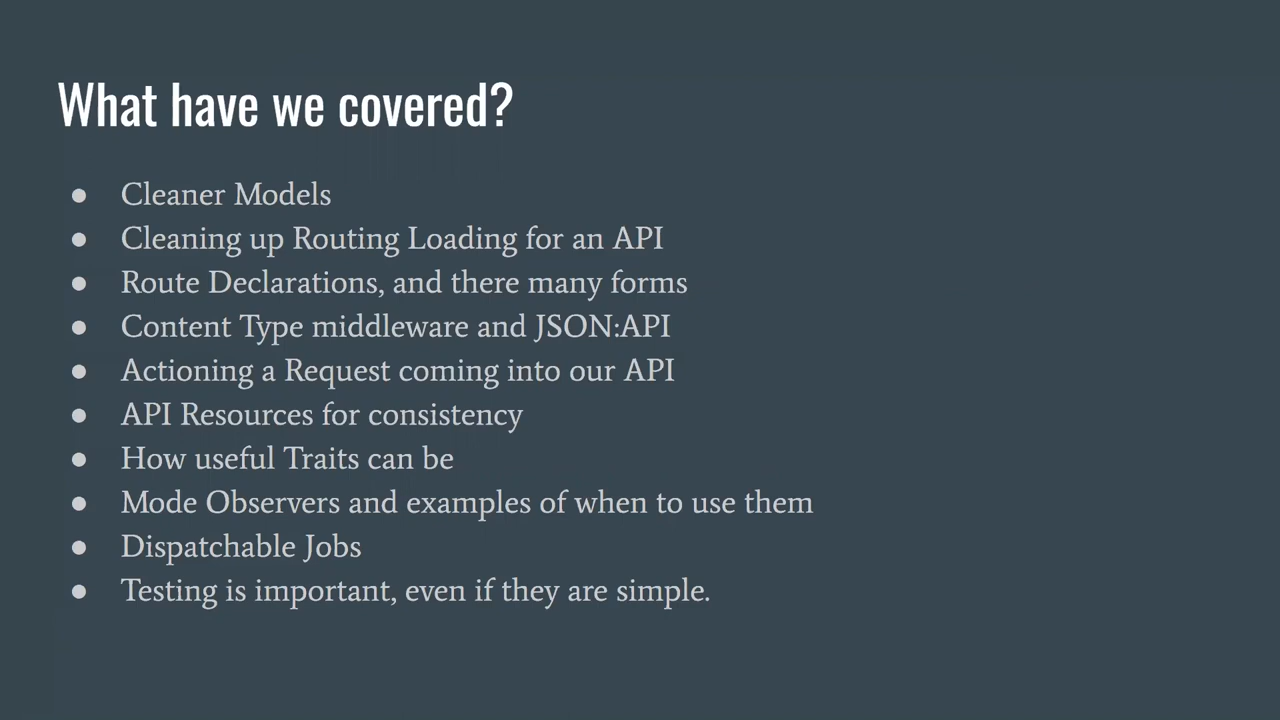 What have we covered?
● Cleaner Models
● Cleaning up Routing Loading for an API
● Route Declarations, and there many forms
● Content Type middleware and JSON:API
● Actioning a Request coming into our API
● API Resources for consistency
● How useful Traits can be
● Mode Observers and examples of when to use them
● Dispatchable Jobs
● Testing is important, even if they are simple.